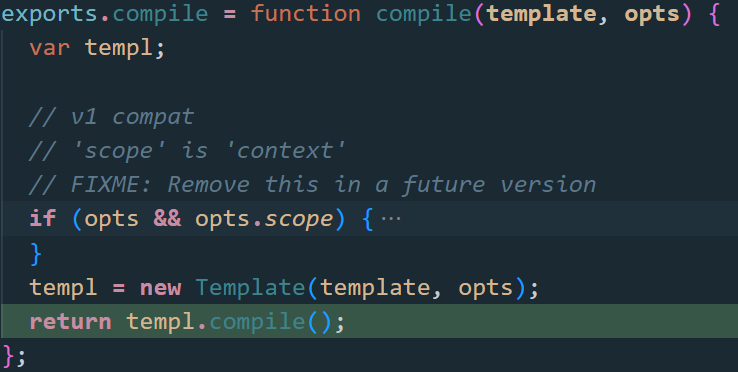 exports.compile = function compile(template, opts) {
  var templ;

  // v1 compat
  // 'scope' is 'context'
  // FIXME: Remove this in a future version
  if (opts && opts.scope) {···
  }
  templ = new Template(template, opts);
  return templ.compile();
};